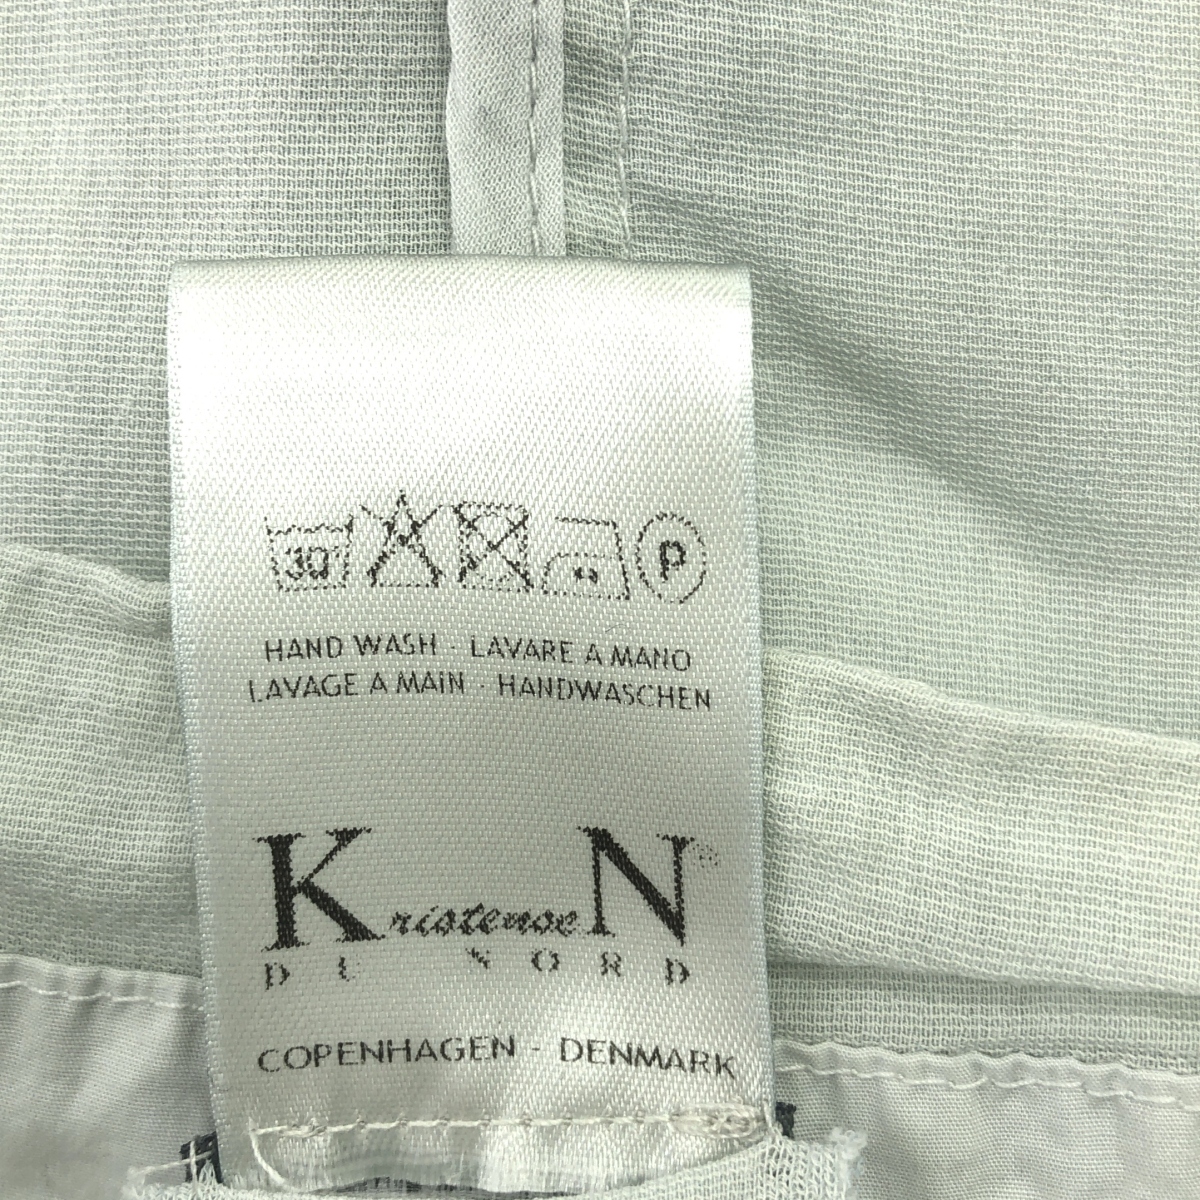 30° P
HAND WASH · LAVARE A MANO
LAVAGE A MAIN · HANDWASCHEN
KristenseN®
DU NORD
COPENHAGEN - DENMARK